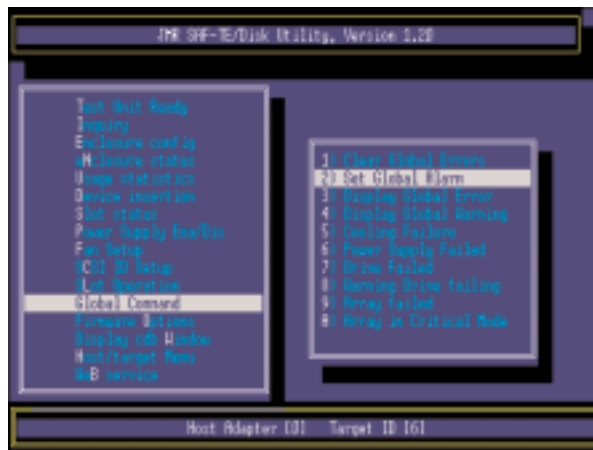 JMR SAF-TE/Disk Utility, Version 1.20
Test Unit Ready
Inquiry
Enclosure config
eNclosure status
Usage statistics
Device insertion
Slot status
Power Supply Ena/Dis
Fan Setup
SCSI ID Setup
SLot Operation
Global Command
Firmware Options
Display cdb Window
Host/target Menu
WeB service
1) Clear Global Errors
2) Set Global Alarm
3) Display Global Error
4) Display Global Warning
5) Cooling Failure
6) Power Supply Failed
7) Drive Failed
8) Warning Drive failing
9) Array failed
A) Array in Critical Mode
Host Adapter [0] Target ID [6]